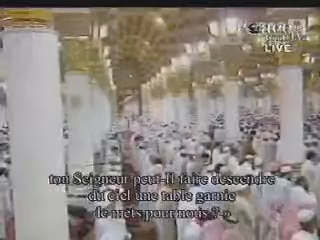 LIVE
ton Seigneur peut-Il faire descendre
du ciel une table garnie
de mets pour nous ? »